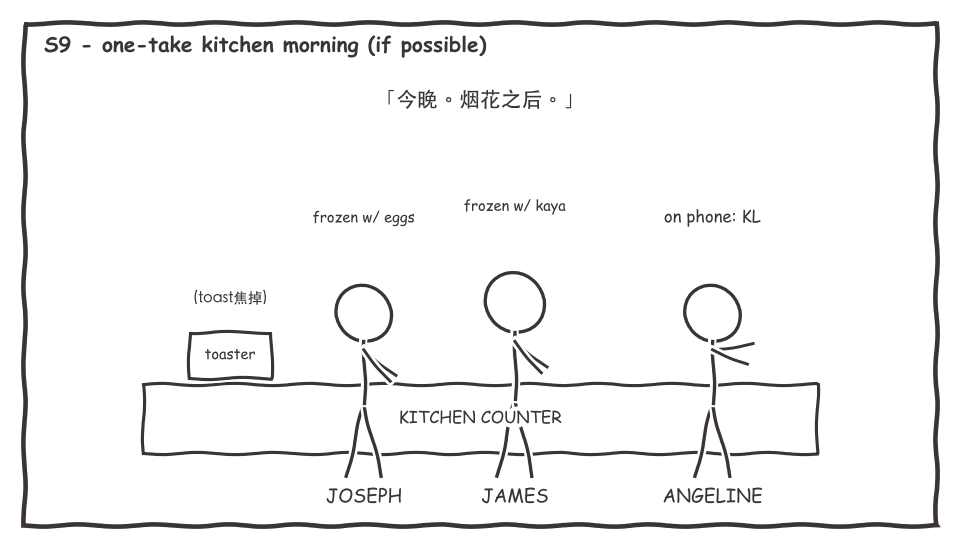 S9 - one-take kitchen morning (if possible)
「今晚。烟花之后。」
frozen w/ eggs
frozen w/ kaya
on phone: KL
(toast焦掉)
toaster
KITCHEN COUNTER
JOSEPH
JAMES
ANGELINE